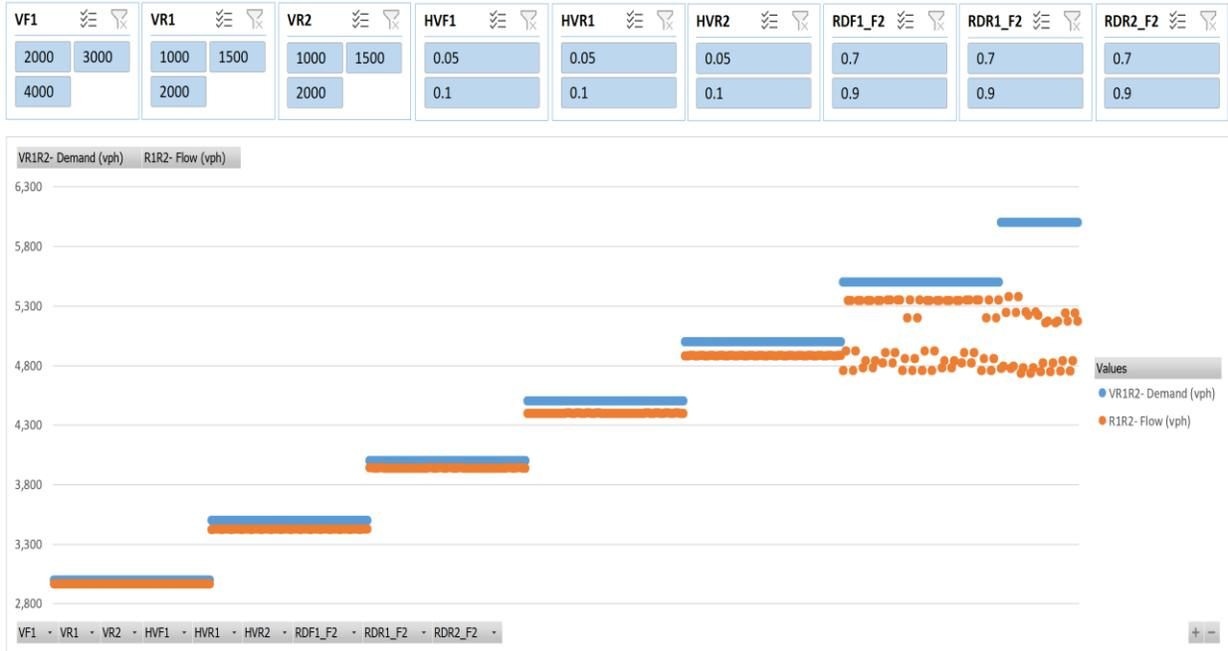 VF1 VR1 VR2 HVF1 HVR1 HVR2 RDF1_F2 RDR1_F2 RDR2_F2
2000 3000 1000 1500 1000 1500 0.05 0.05 0.05 0.7 0.7 0.7
4000 2000 2000 0.1 0.1 0.1 0.9 0.9 0.9
VR1R2- Demand (vph) R1R2- Flow (vph)
6,300
5,800
5,300
4,800
Values
VR1R2- Demand (vph)
4,300
R1R2- Flow (vph)
3,800
3,300
2,800
VF1 VR1 VR2 HVF1 HVR1 HVR2 RDF1_F2 RDR1_F2 RDR2_F2
+ −